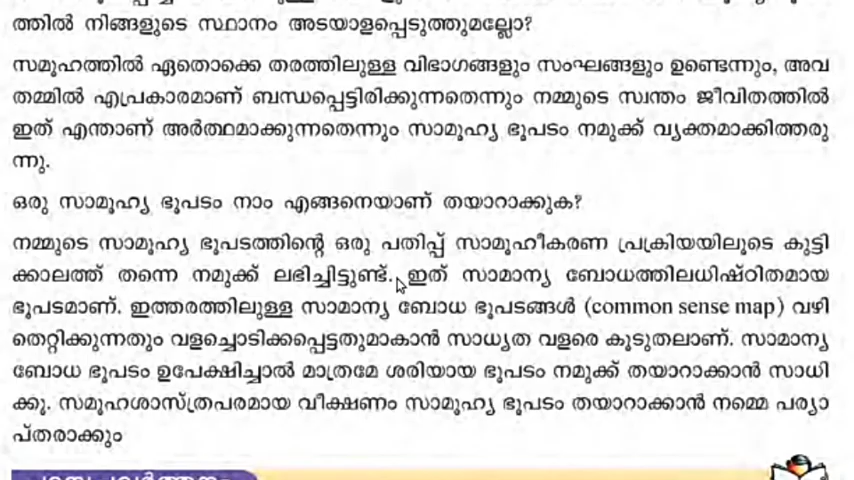 ത്തിൽ നിങ്ങളുടെ സ്ഥാനം അടയാളപ്പെടുത്തുമല്ലോ?
സമൂഹത്തിൽ ഏതൊക്കെ തരത്തിലുള്ള വിഭാഗങ്ങളും സംഘങ്ങളും ഉണ്ടെന്നും, അവ
തമ്മിൽ എപ്രകാരമാണ് ബന്ധപ്പെട്ടിരിക്കുന്നതെന്നും നമ്മുടെ സ്വന്തം ജീവിതത്തിൽ
ഇത് എന്താണ് അർത്ഥമാക്കുന്നതെന്നും സാമൂഹ്യ ഭൂപടം നമുക്ക് വ്യക്തമാക്കിത്തരു
ന്നു.
ഒരു സാമൂഹ്യ ഭൂപടം നാം എങ്ങനെയാണ് തയാറാക്കുക?
നമ്മുടെ സാമൂഹ്യ ഭൂപടത്തിന്റെ ഒരു പതിപ്പ് സാമൂഹീകരണ പ്രക്രിയയിലൂടെ കുട്ടി
ക്കാലത്ത് തന്നെ നമുക്ക് ലഭിച്ചിട്ടുണ്ട്. ഇത് സാമാന്യ ബോധത്തിലധിഷ്ഠിതമായ
ഭൂപടമാണ്. ഇത്തരത്തിലുള്ള സാമാന്യ ബോധ ഭൂപടങ്ങൾ (common sense map) വഴി
തെറ്റിക്കുന്നതും വളച്ചൊടിക്കപ്പെട്ടതുമാകാൻ സാധ്യത വളരെ കൂടുതലാണ്. സാമാന്യ
ബോധ ഭൂപടം ഉപേക്ഷിച്ചാൽ മാത്രമേ ശരിയായ ഭൂപടം നമുക്ക് തയാറാക്കാൻ സാധി
ക്കൂ. സമൂഹശാസ്ത്രപരമായ വീക്ഷണം സാമൂഹ്യ ഭൂപടം തയാറാക്കാൻ നമ്മെ പര്യാ
പ്തരാക്കും